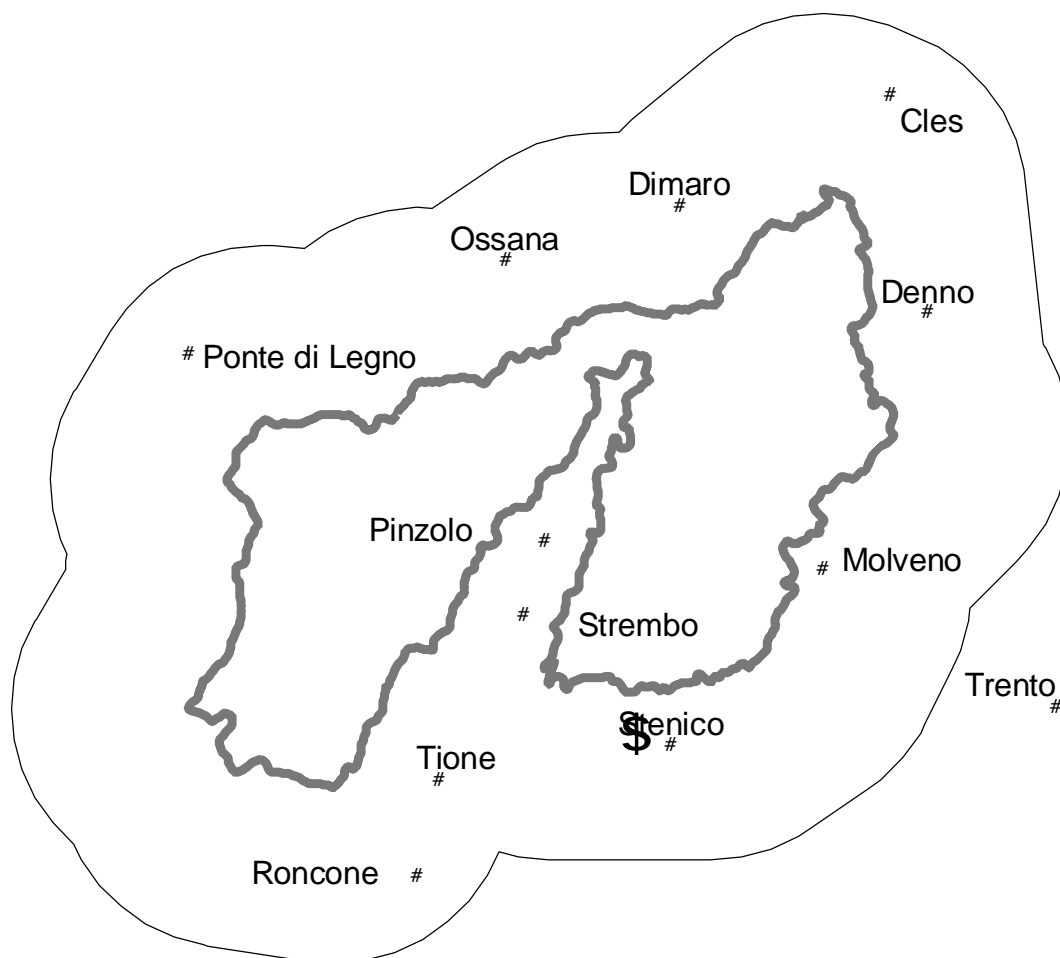 #
Cles
Dimaro
#
Ossana
#
Denno
#
# Ponte di Legno
Pinzolo
#
# Molveno
#
Strembo
Trento
#
Stenico
$ #
Tione
#
Roncone #